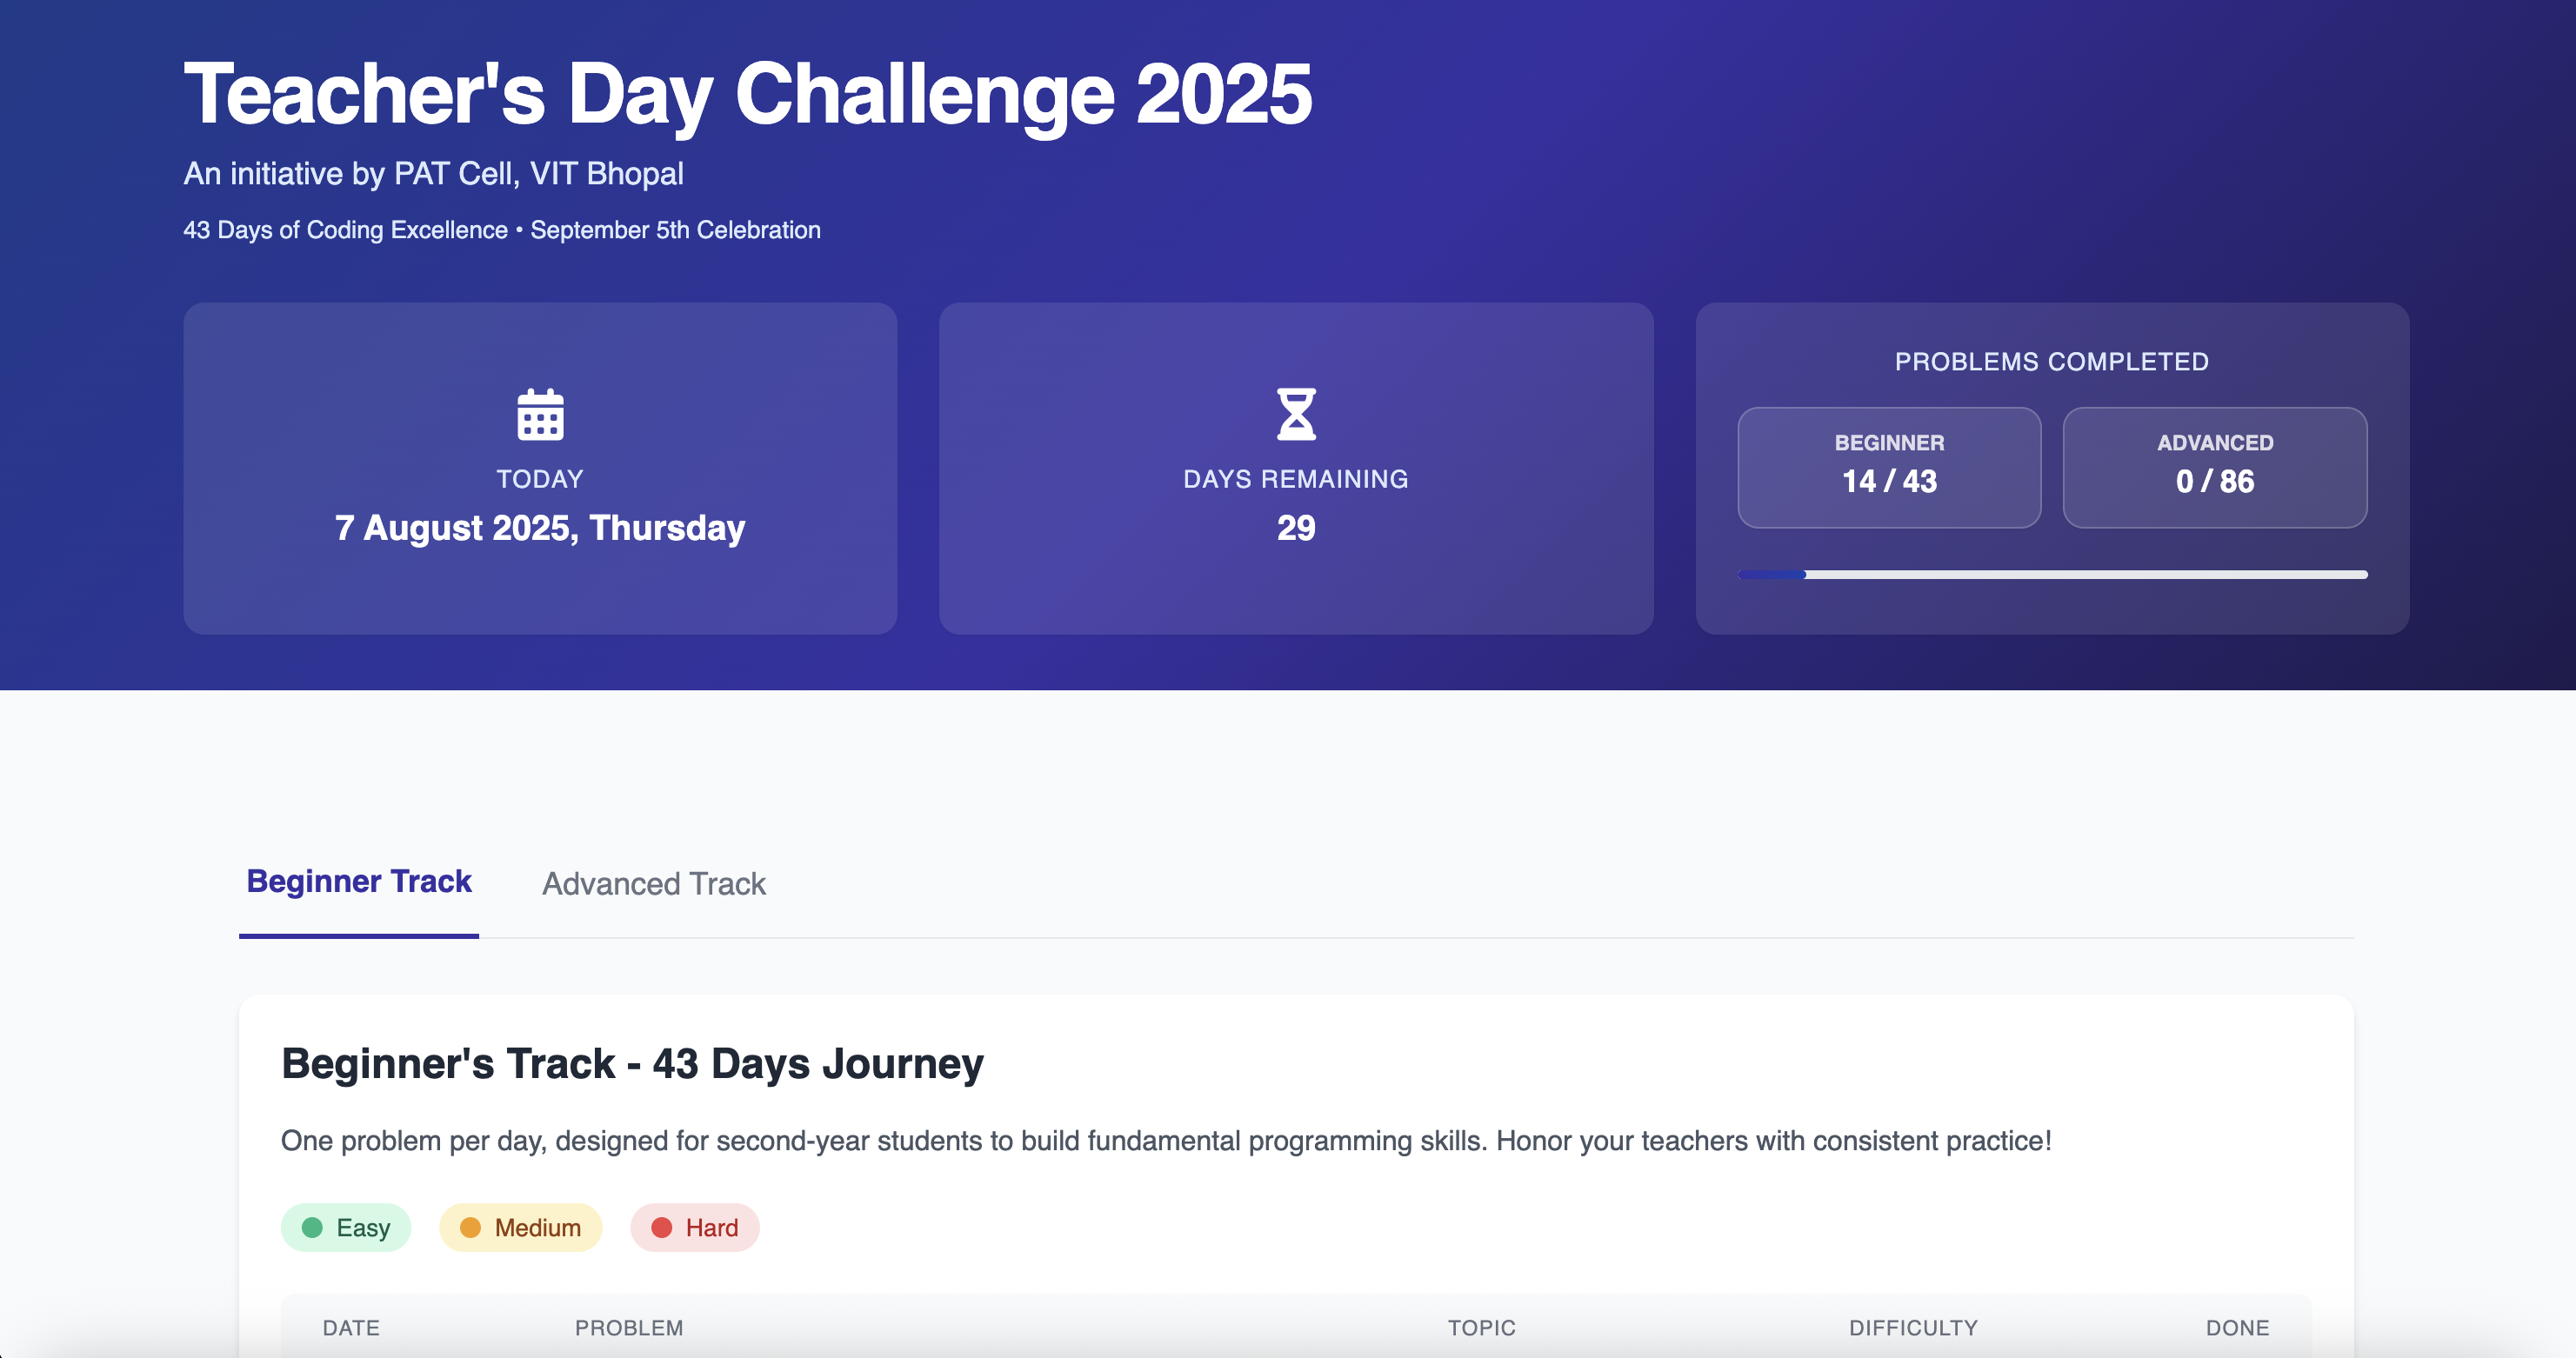 Teacher's Day Challenge 2025
An initiative by PAT Cell, VIT Bhopal
43 Days of Coding Excellence • September 5th Celebration
TODAY
7 August 2025, Thursday
DAYS REMAINING
29
PROBLEMS COMPLETED
BEGINNER
14 / 43
ADVANCED
0 / 86
Beginner Track
Advanced Track
Beginner's Track - 43 Days Journey
One problem per day, designed for second-year students to build fundamental programming skills. Honor your teachers with consistent practice!
Easy
Medium
Hard
DATE PROBLEM TOPIC DIFFICULTY DONE